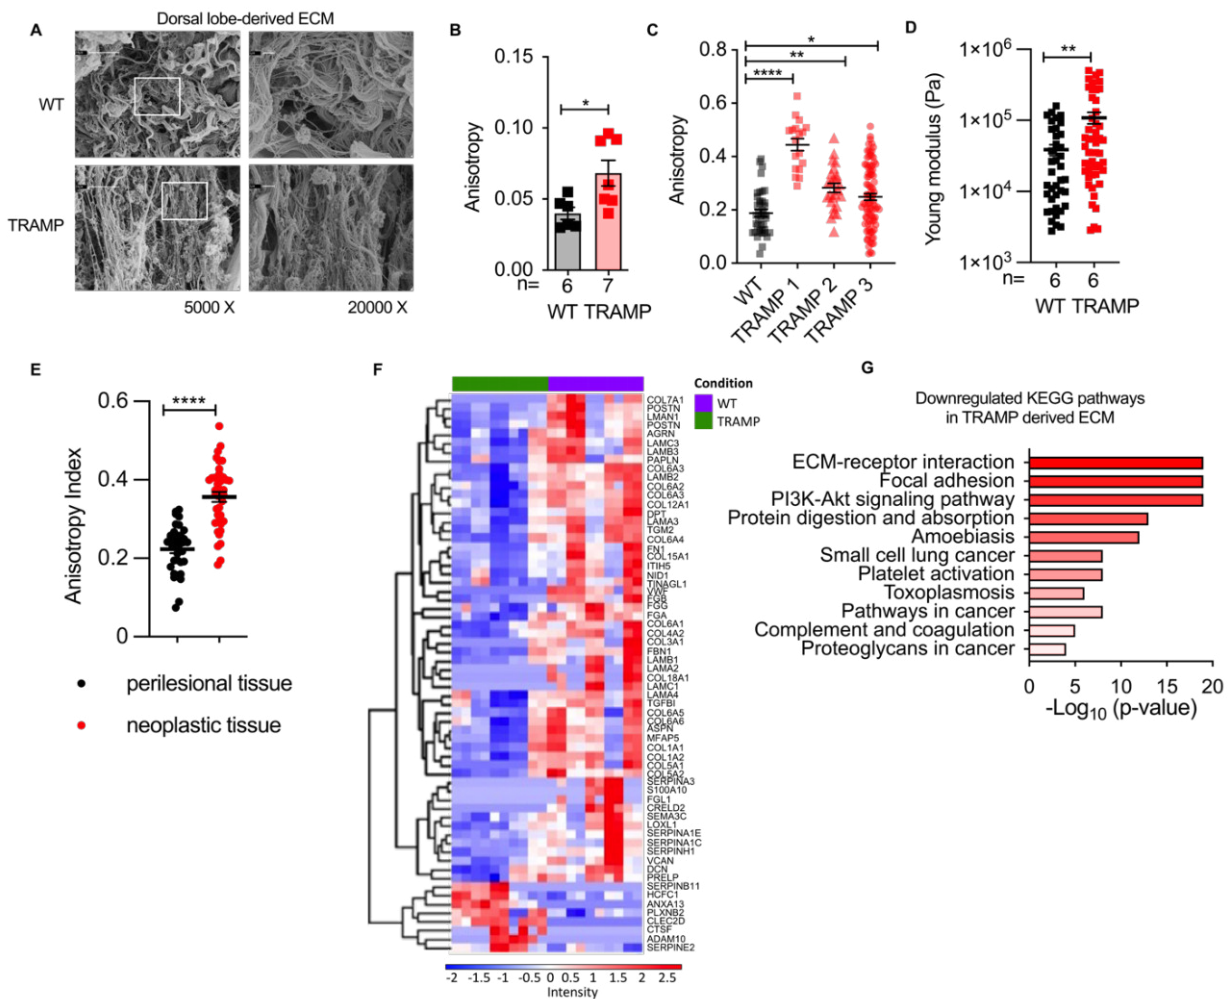 A
Dorsal lobe-derived ECM
WT
TRAMP
5000 X
20000 X
B
Anisotropy
0.15
0.10
0.05
0.00
*
n=
6
7
WT TRAMP
C
Anisotropy
0.8
0.6
0.4
0.2
0.0
*
**
****
WT
TRAMP 1
TRAMP 2
TRAMP 3
D
Young modulus (Pa)
1×10⁶
1×10⁵
1×10⁴
1×10³
**
n=
6
6
WT TRAMP
E
Anisotropy Index
0.6
0.4
0.2
0
****
perilesional tissue
neoplastic tissue
F
Condition
WT
TRAMP
COL7A1
POSTN
LMAN1
POSTN
AGRN
LAMC3
LAMB3
PAPLN
COL6A3
LAMB2
COL6A2
COL6A3
COL12A1
DPT
LAMA3
TGM2
COL6A4
FN1
COL15A1
ITIH5
NID1
TINAGL1
VWF
FGB
FGG
FGA
COL6A1
COL4A2
COL3A1
FBN1
LAMB1
LAMA2
COL18A1
LAMC1
LAMA4
TGFBI
COL6A5
COL6A6
ASPN
MFAP5
COL1A1
COL1A2
COL5A1
COL5A2
SERPINA3
S100A10
FGL1
CRELD2
SEMA3C
LOXL1
SERPINA1E
SERPINA1C
SERPINH1
VCAN
DCN
PRELP
SERPINB11
HCFC1
ANXA13
PLXNB2
CLEC2D
CTSF
ADAM10
SERPINE2
-2 -1.5 -1 -0.5 0 0.5 1 1.5 2 2.5
Intensity
G
Downregulated KEGG pathways
in TRAMP derived ECM
ECM-receptor interaction
Focal adhesion
PI3K-Akt signaling pathway
Protein digestion and absorption
Amoebiasis
Small cell lung cancer
Platelet activation
Toxoplasmosis
Pathways in cancer
Complement and coagulation
Proteoglycans in cancer
0 5 10 15 20
-Log₁₀ (p-value)